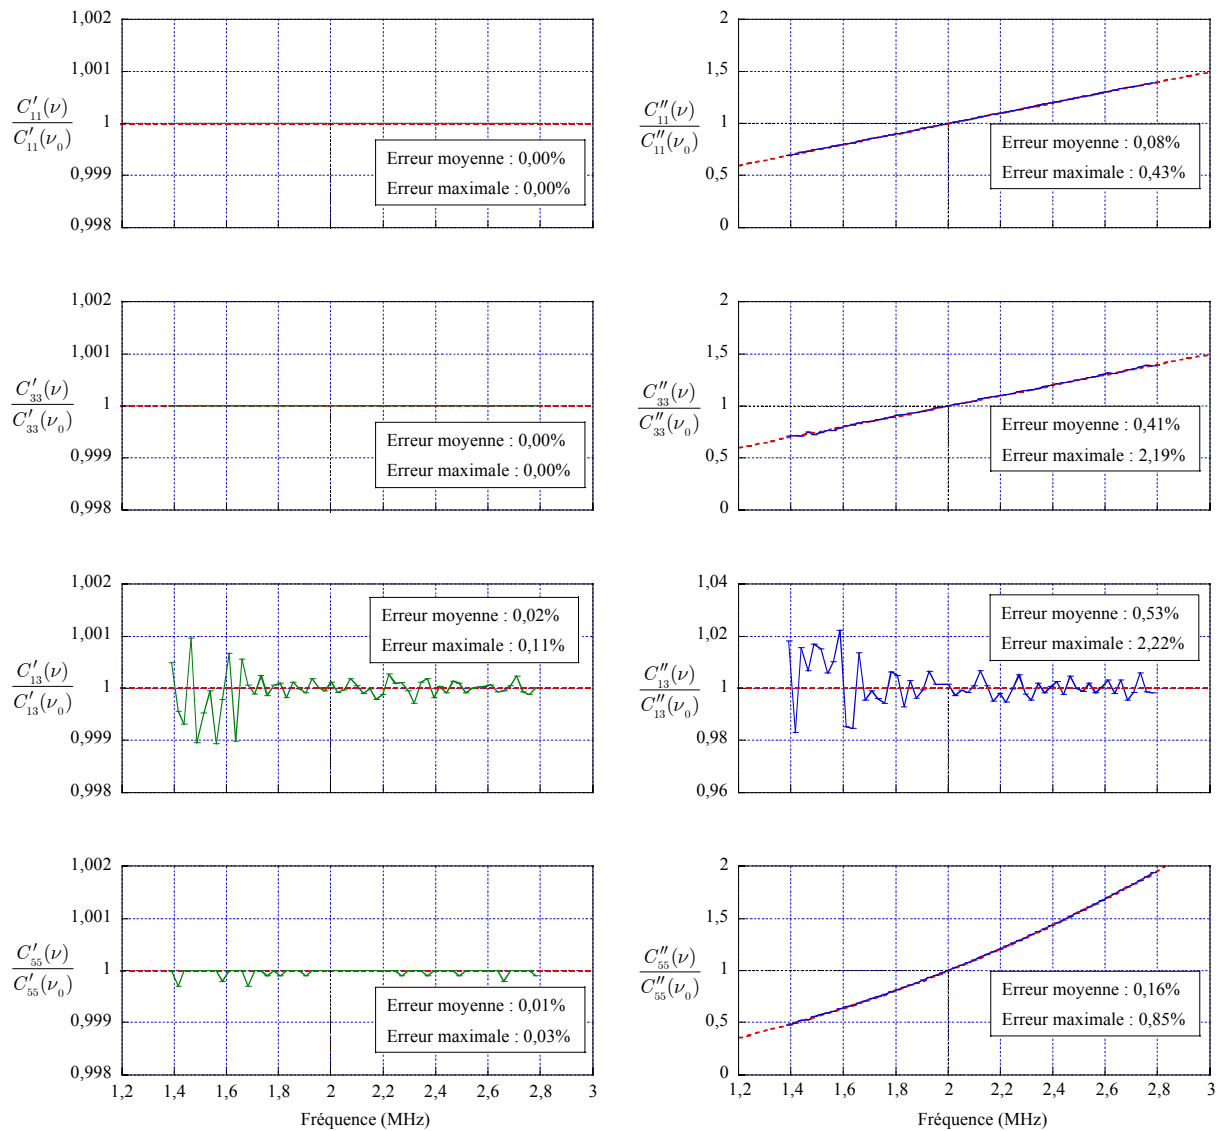 1,002
1,001
1
0,999
0,998
C′11(ν)
C′11(ν0)
Erreur moyenne : 0,00%
Erreur maximale : 0,00%
2
1,5
1
0,5
0
C″11(ν)
C″11(ν0)
Erreur moyenne : 0,08%
Erreur maximale : 0,43%
1,002
1,001
1
0,999
0,998
C′33(ν)
C′33(ν0)
Erreur moyenne : 0,00%
Erreur maximale : 0,00%
2
1,5
1
0,5
0
C″33(ν)
C″33(ν0)
Erreur moyenne : 0,41%
Erreur maximale : 2,19%
1,002
1,001
1
0,999
0,998
C′13(ν)
C′13(ν0)
Erreur moyenne : 0,02%
Erreur maximale : 0,11%
1,04
1,02
1
0,98
0,96
C″13(ν)
C″13(ν0)
Erreur moyenne : 0,53%
Erreur maximale : 2,22%
1,002
1,001
1
0,999
0,998
C′55(ν)
C′55(ν0)
Erreur moyenne : 0,01%
Erreur maximale : 0,03%
1,2 1,4 1,6 1,8 2 2,2 2,4 2,6 2,8 3
Fréquence (MHz)
2
1,5
1
0,5
0
C″55(ν)
C″55(ν0)
Erreur moyenne : 0,16%
Erreur maximale : 0,85%
1,2 1,4 1,6 1,8 2 2,2 2,4 2,6 2,8 3
Fréquence (MHz)